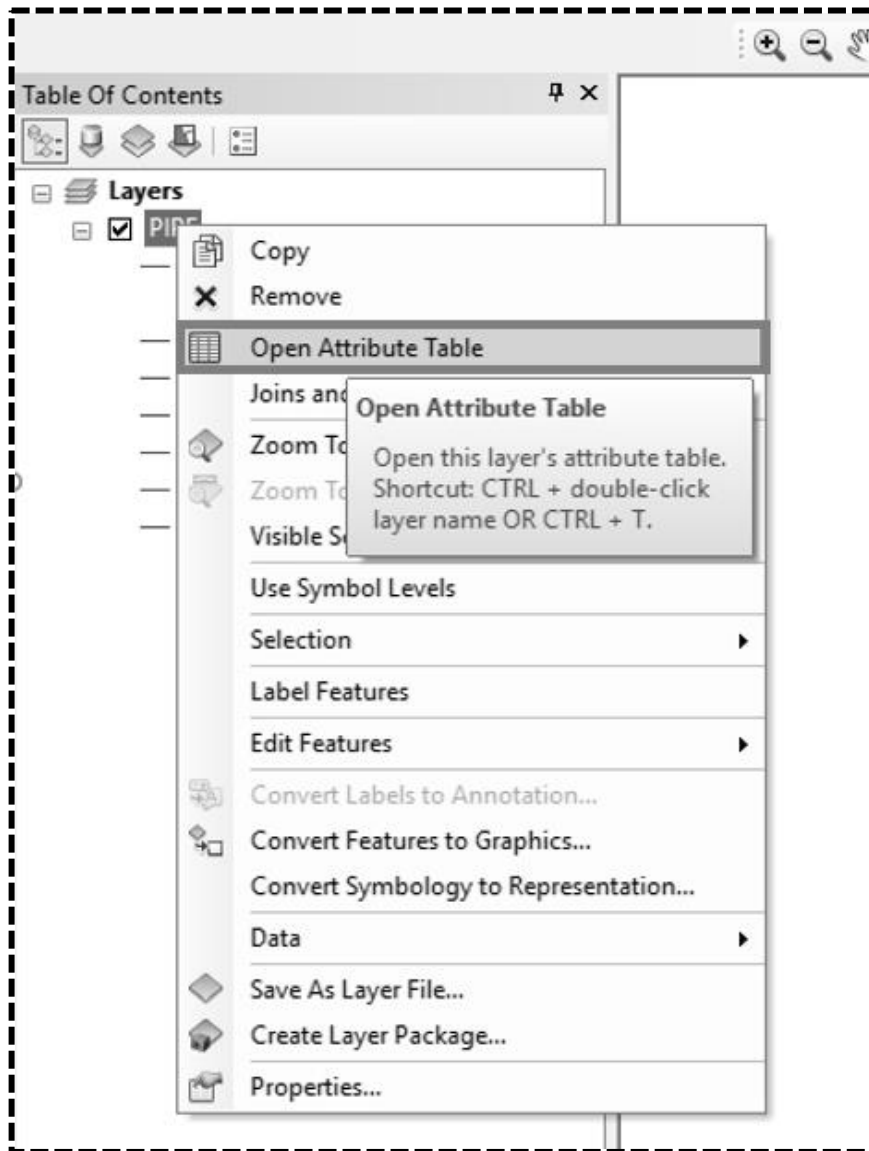 Table Of Contents
Layers
Copy
Remove
Open Attribute Table
Joins and
Open Attribute Table
Open this layer's attribute table.
Shortcut: CTRL + double-click
layer name OR CTRL + T.
Zoom To
Zoom To
Visible
Use Symbol Levels
Selection
Label Features
Edit Features
Convert Labels to Annotation...
Convert Features to Graphics...
Convert Symbology to Representation...
Data
Save As Layer File...
Create Layer Package...
Properties...